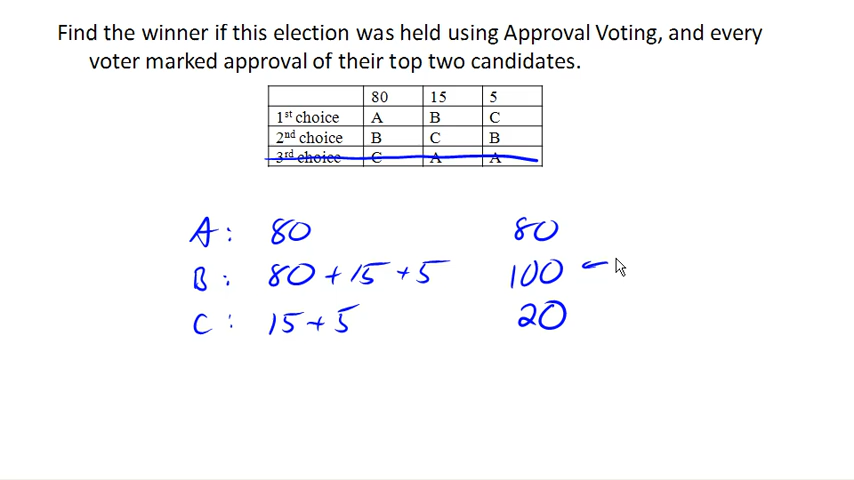 Find the winner if this election was held using Approval Voting, and every
voter marked approval of their top two candidates.
80 15 5
1st choice A B C
2nd choice B C B
3rd choice C A A
A: 80 80
B: 80 + 15 + 5 100
C: 15 + 5 20